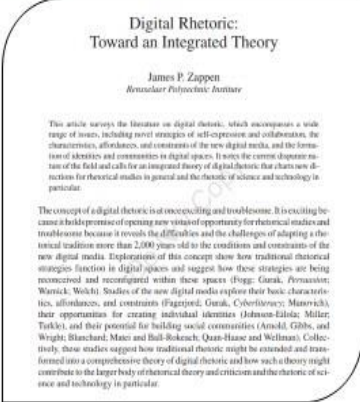 Digital Rhetoric:
Toward an Integrated Theory
James P. Zappen
Rensselaer Polytechnic Institute
This article surveys the literature on digital rhetoric, which encompasses a wide
range of issues, including novel strategies of self-expression and collaboration, the
characteristics, affordances, and constraints of the new digital media, and the forma-
tion of identities and communities in digital spaces. It notes the current disparate na-
ture of the field and calls for an integrated theory of digital rhetoric that charts new di-
rections for rhetorical studies in general and the rhetoric of science and technology in
particular.
The concept of a digital rhetoric is at once exciting and troublesome. It is exciting be-
cause it holds promise of opening new vistas of opportunity for rhetorical studies and
troublesome because it reveals the difficulties and the challenges of adapting a rhe-
torical tradition more than 2,000 years old to the conditions and constraints of the
new digital media. Explorations of this concept show how traditional rhetorical
strategies function in digital spaces and suggest how these strategies are being
reconceived and reconfigured within these spaces (Fogg; Gurak, Persuasion;
Warnick; Welch). Studies of the new digital media explore their basic characteris-
tics, affordances, and constraints (Fagerjord; Gurak, Cyberliteracy; Manovich),
their opportunities for creating individual identities (Johnson-Eilola; Miller;
Turkle), and their potential for building social communities (Arnold, Gibbs, and
Wright; Blanchard; Matei and Ball-Rokeach; Quan-Haase and Wellman). Collec-
tively, these studies suggest how traditional rhetoric might be extended and trans-
formed into a comprehensive theory of digital rhetoric and how such a theory might
contribute to the larger body of rhetorical theory and criticism and the rhetoric of sci-
ence and technology in particular.